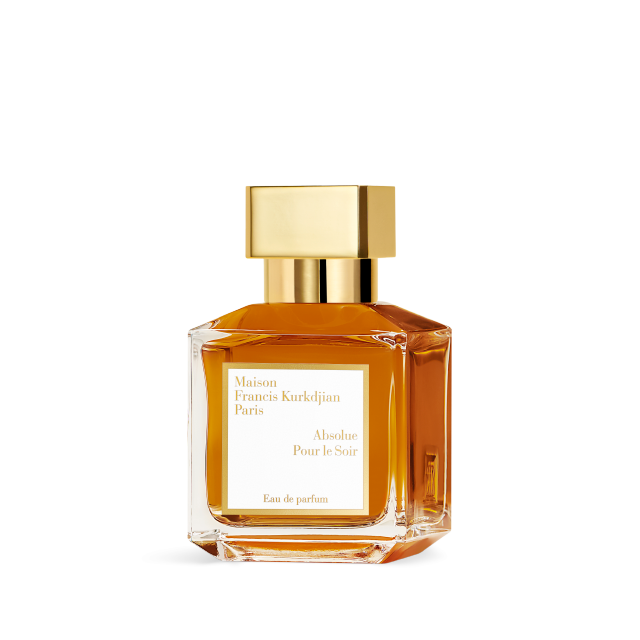 Maison
Francis Kurkdjian
Paris
Absolue
Pour le Soir
Eau de parfum